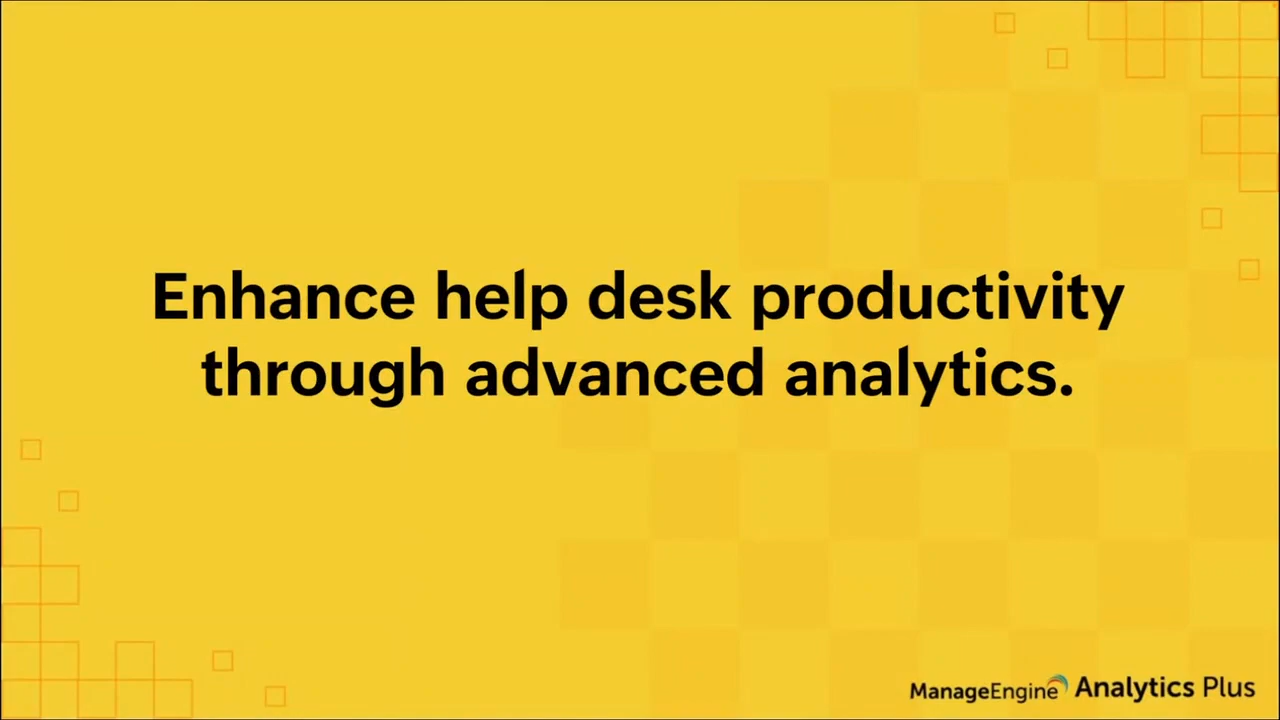 Enhance help desk productivity
through advanced analytics.
ManageEngine Analytics Plus